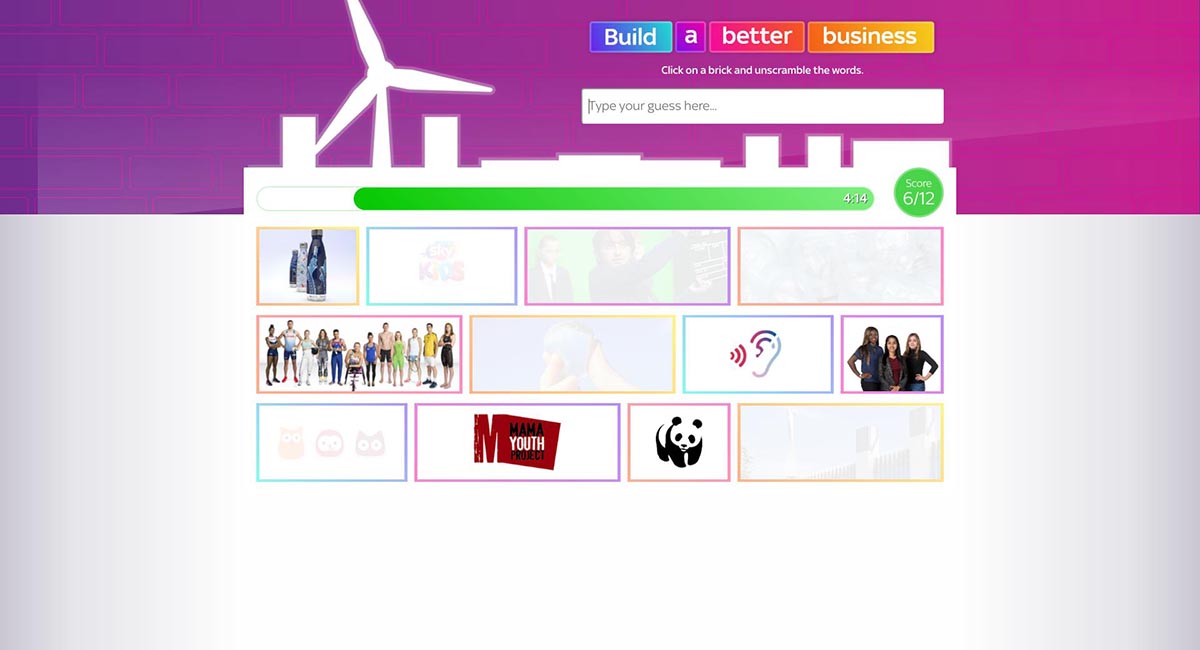 Build a better business
Click on a brick and unscramble the words.
Type your guess here...
4:14
Score
6/12
sky
KIDS
M MAMA
YOUTH
PROJECT